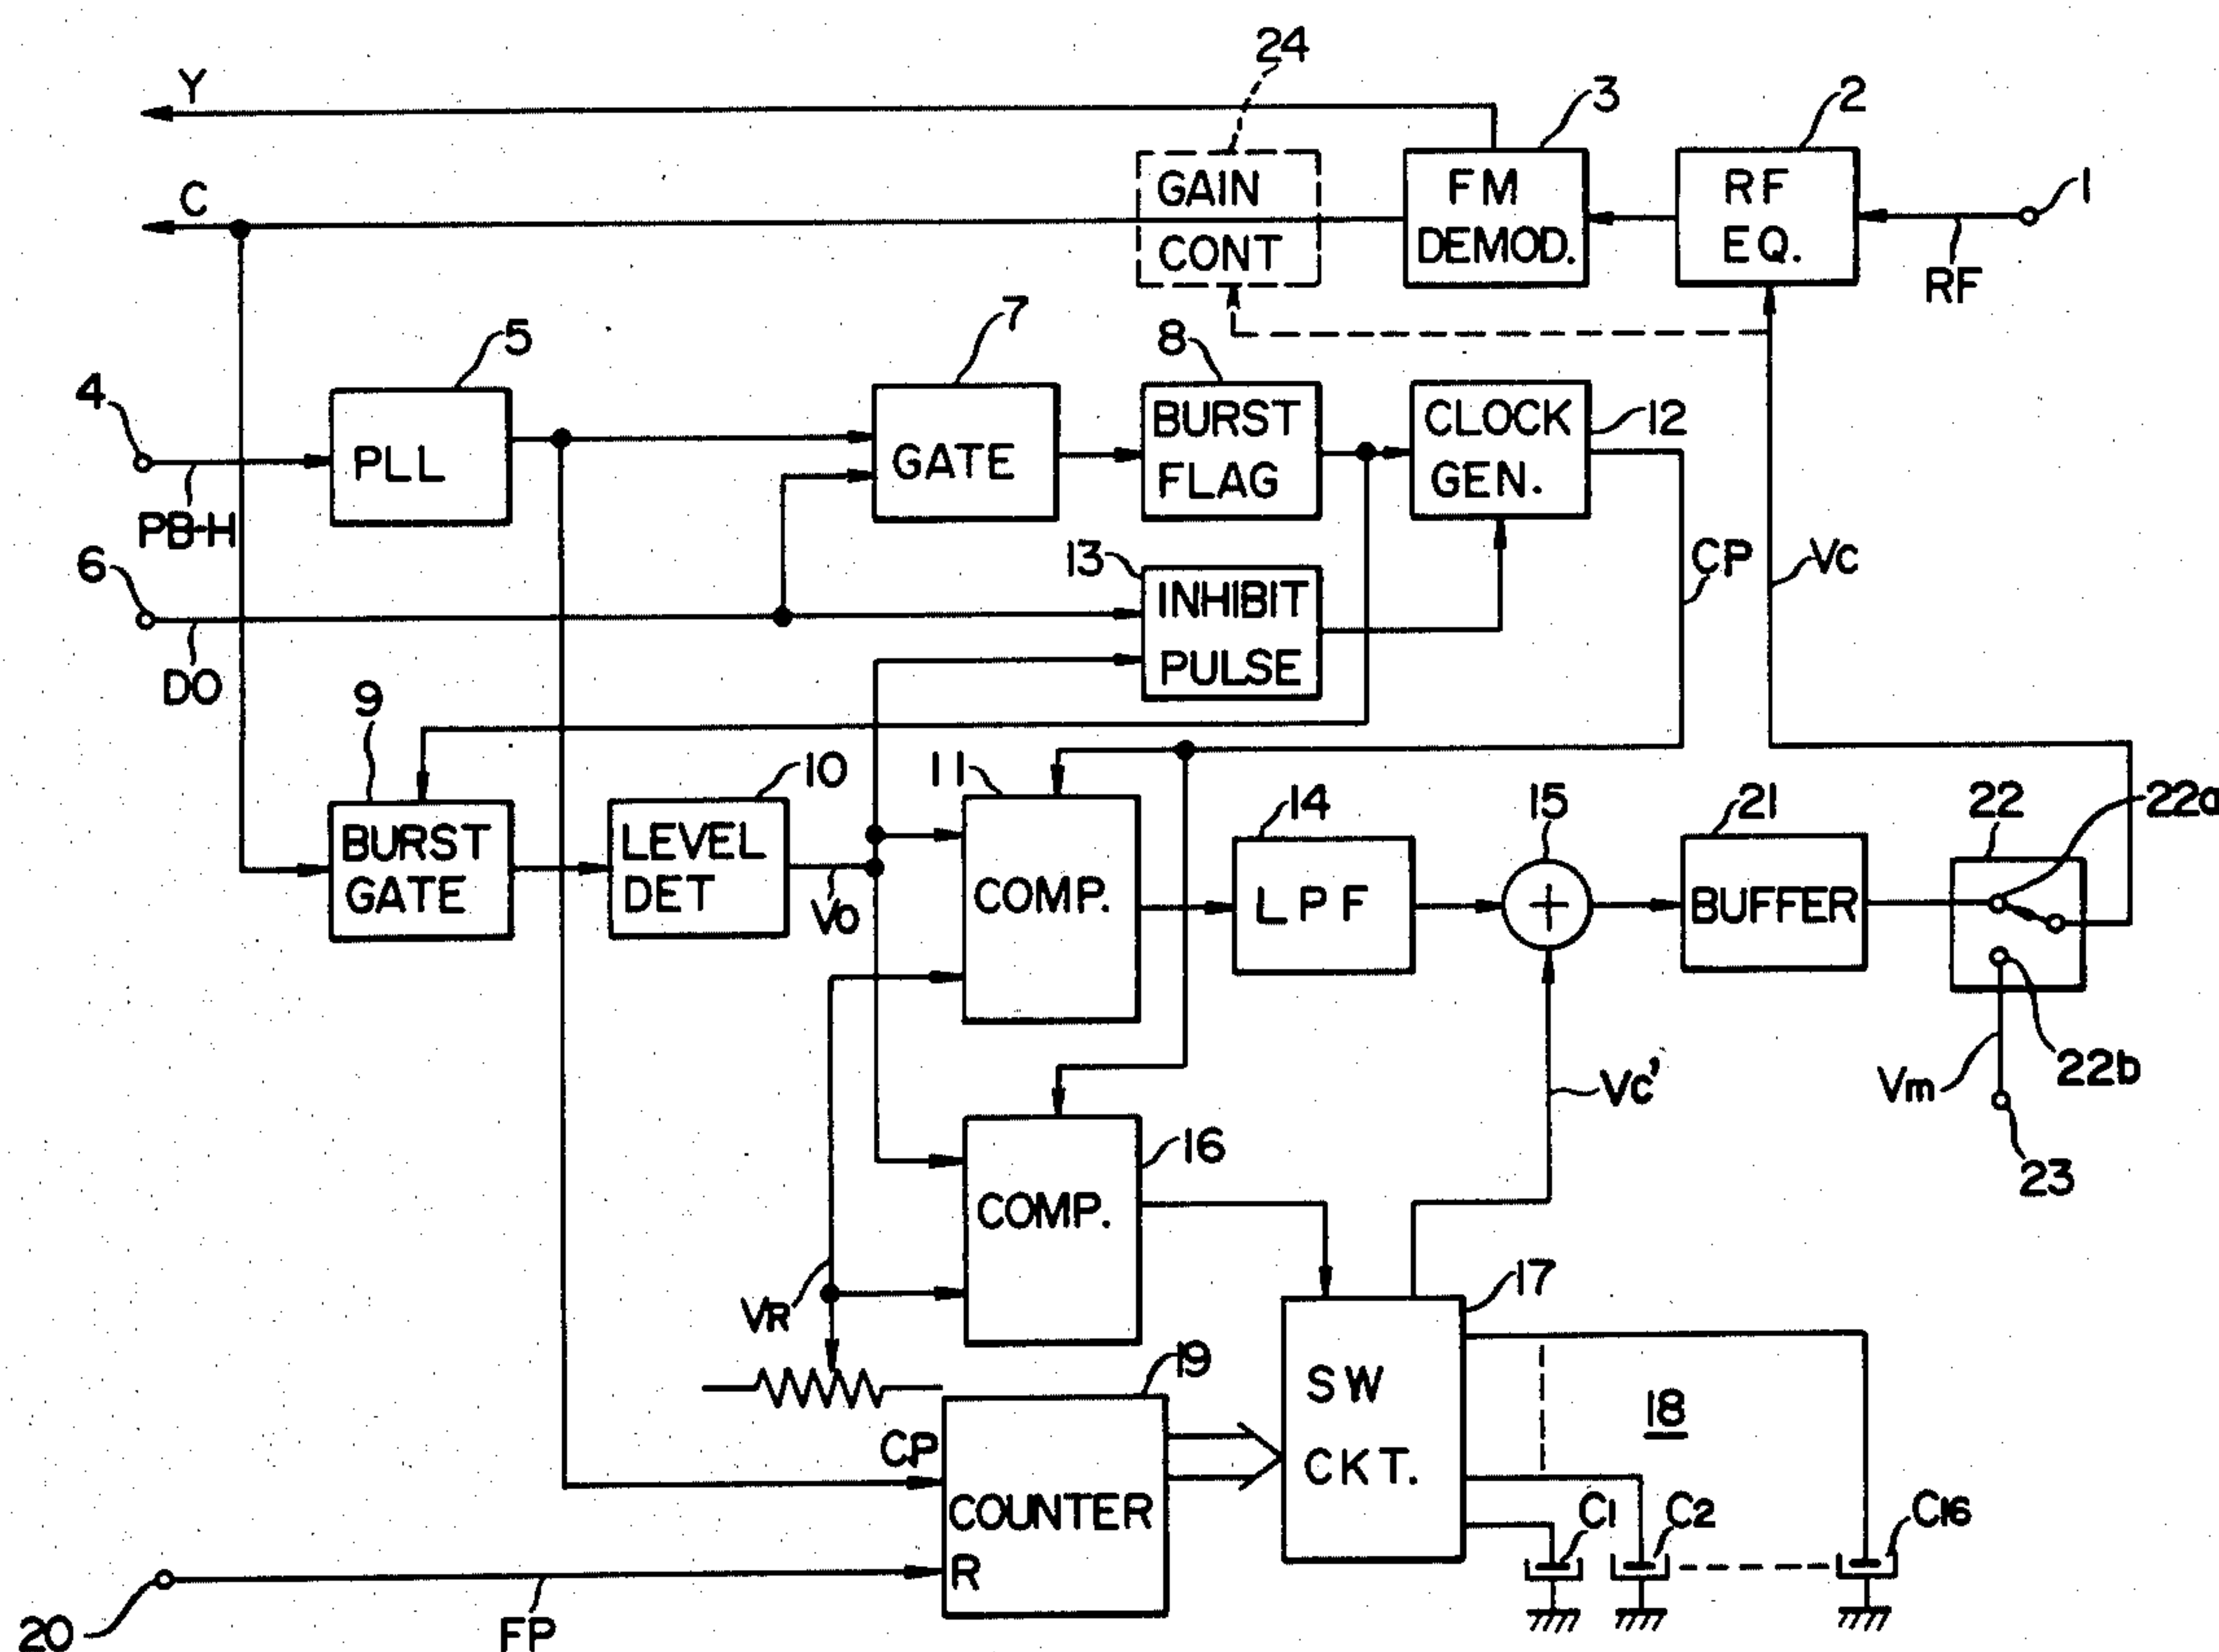 24
Y
3
2
C
GAIN
CONT
FM
DEMOD.
RF
EQ.
1
RF
5
7
8
4
PLL
GATE
BURST
FLAG
CLOCK
GEN.
12
PB-H
13
CP
VC
6
INHIBIT
PULSE
DO
9
10
11
14
15
21
22
22a
BURST
GATE
LEVEL
DET
VO
COMP.
LPF
+
BUFFER
Vm
22b
VC'
16
23
COMP.
VR
17
19
SW
CKT.
18
CP
COUNTER
R
C1
C2
C16
20
FP